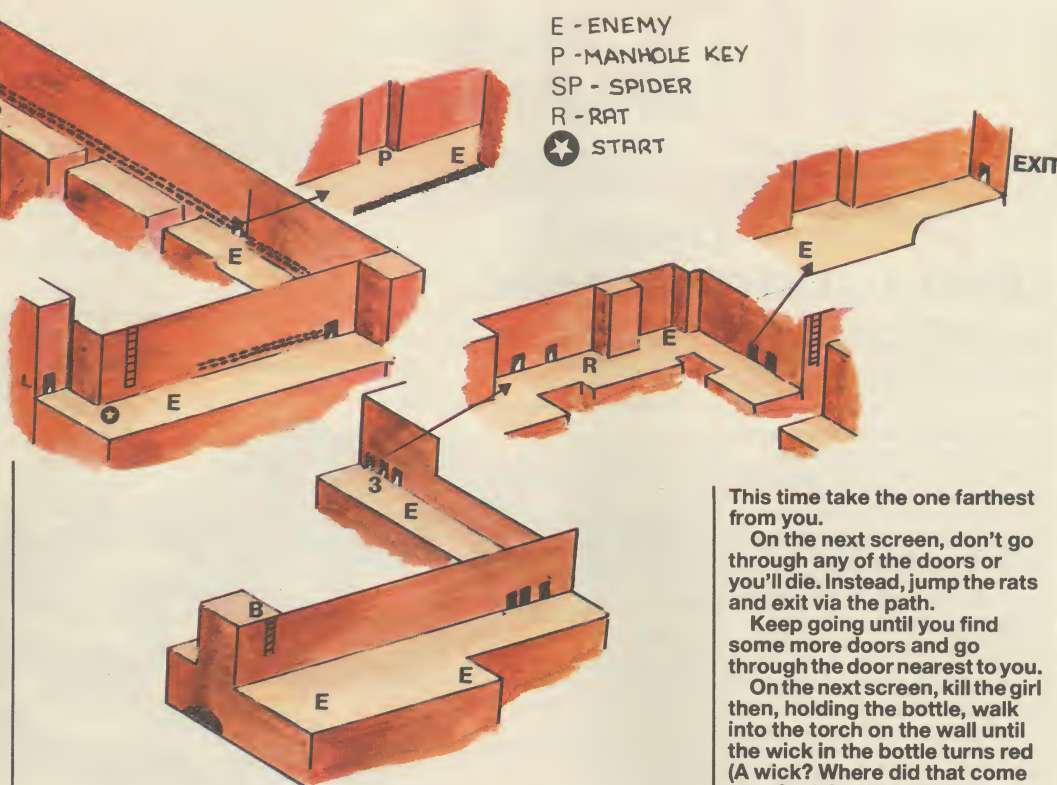 E - ENEMY
P - MANHOLE KEY
SP - SPIDER
R - RAT
START
P E
E
L
E
EXIT
E
E
R
3
E
B
E
E
This time take the one farthest
from you.
On the next screen, don't go
through any of the doors or
you'll die. Instead, jump the rats
and exit via the path.
Keep going until you find
some more doors and go
through the door nearest to you.
On the next screen, kill the girl
then, holding the bottle, walk
into the torch on the wall until
the wick in the bottle turns red
(A wick? Where did that come